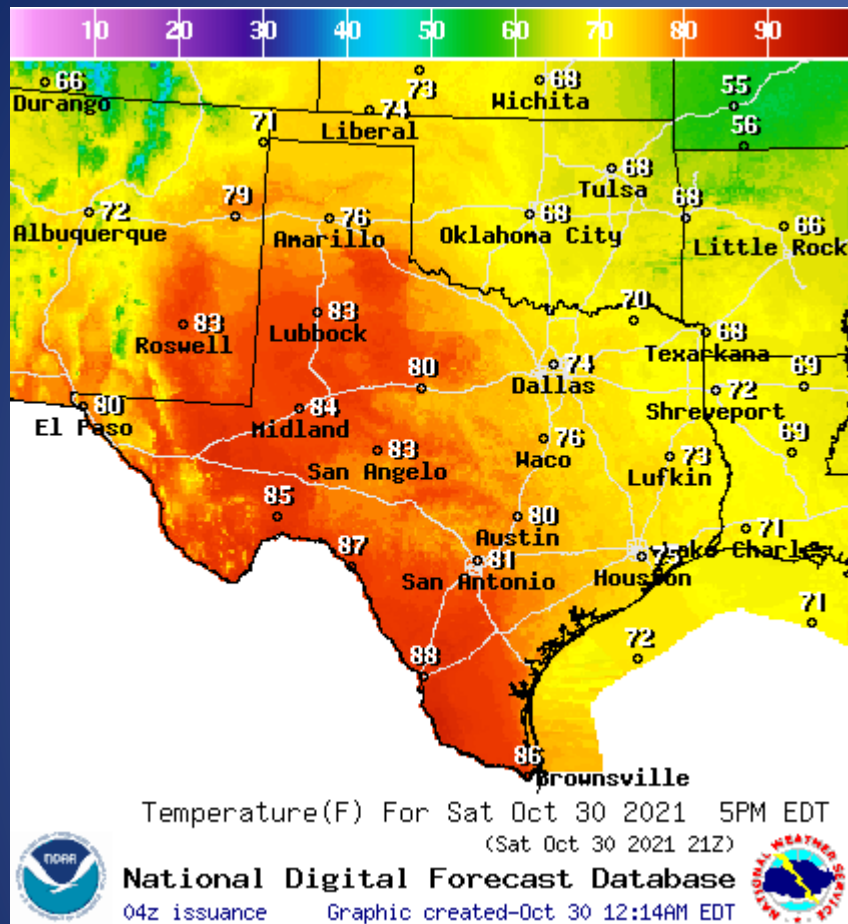 10 20 30 40 50 60 70 80 90
66 73 68
Durango Wichita 55
74
71 Liberal 56
68
Tulsa
79 68
72 76 68 66
Albuquerque Amarillo Oklahoma City Little Rock
83 83 70
Roswell Lubbock 68
Texarkana
80 74 69
Dallas 72
80 84 Shreveport
El Paso Midland
83 76 73 69
San Angelo Waco Lufkin
85 80 71
Austin Lake Charles
87 81 75
San Antonio Houston
71
88 72
86
Brownsville
Temperature(F) For Sat Oct 30 2021 5PM EDT
(Sat Oct 30 2021 21Z)
NOAA
NATIONAL WEATHER SERVICE
National Digital Forecast Database
04z issuance Graphic created-Oct 30 12:14AM EDT